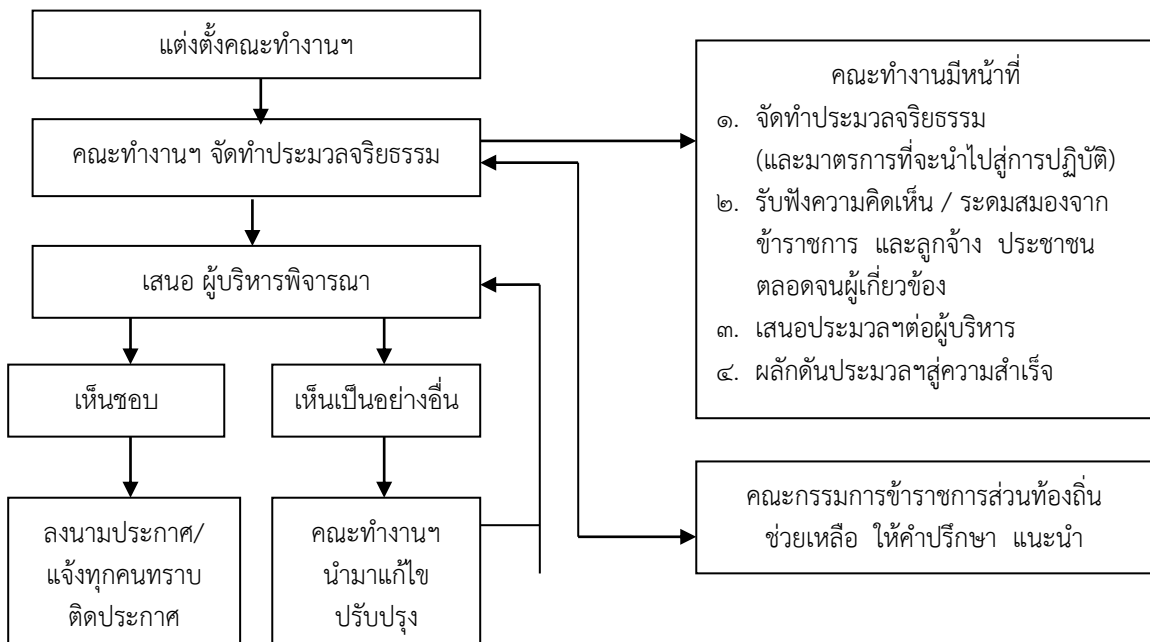 แต่งตั้งคณะทำงานฯ
คณะทำงานฯ จัดทำประมวลจริยธรรม
เสนอ ผู้บริหารพิจารณา
เห็นชอบ
เห็นเป็นอย่างอื่น
ลงนามประกาศ/
แจ้งทุกคนทราบ
ติดประกาศ
คณะทำงานฯ
นำมาแก้ไข
ปรับปรุง
คณะทำงานมีหน้าที่
๑. จัดทำประมวลจริยธรรม
(และมาตรการที่จะนำไปสู่การปฏิบัติ)
๒. รับฟังความคิดเห็น / ระดมสมองจาก
ข้าราชการ และลูกจ้าง ประชาชน
ตลอดจนผู้เกี่ยวข้อง
๓. เสนอประมวลฯต่อผู้บริหาร
๔. ผลักดันประมวลฯสู่ความสำเร็จ
คณะกรรมการข้าราชการส่วนท้องถิ่น
ช่วยเหลือ ให้คำปรึกษา แนะนำ